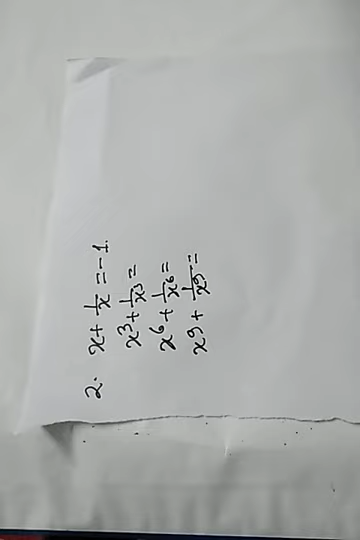 2. x + 1/x = -1.
x³ + 1/x³ =
x⁶ + 1/x⁶ =
x⁹ + 1/x⁹ =